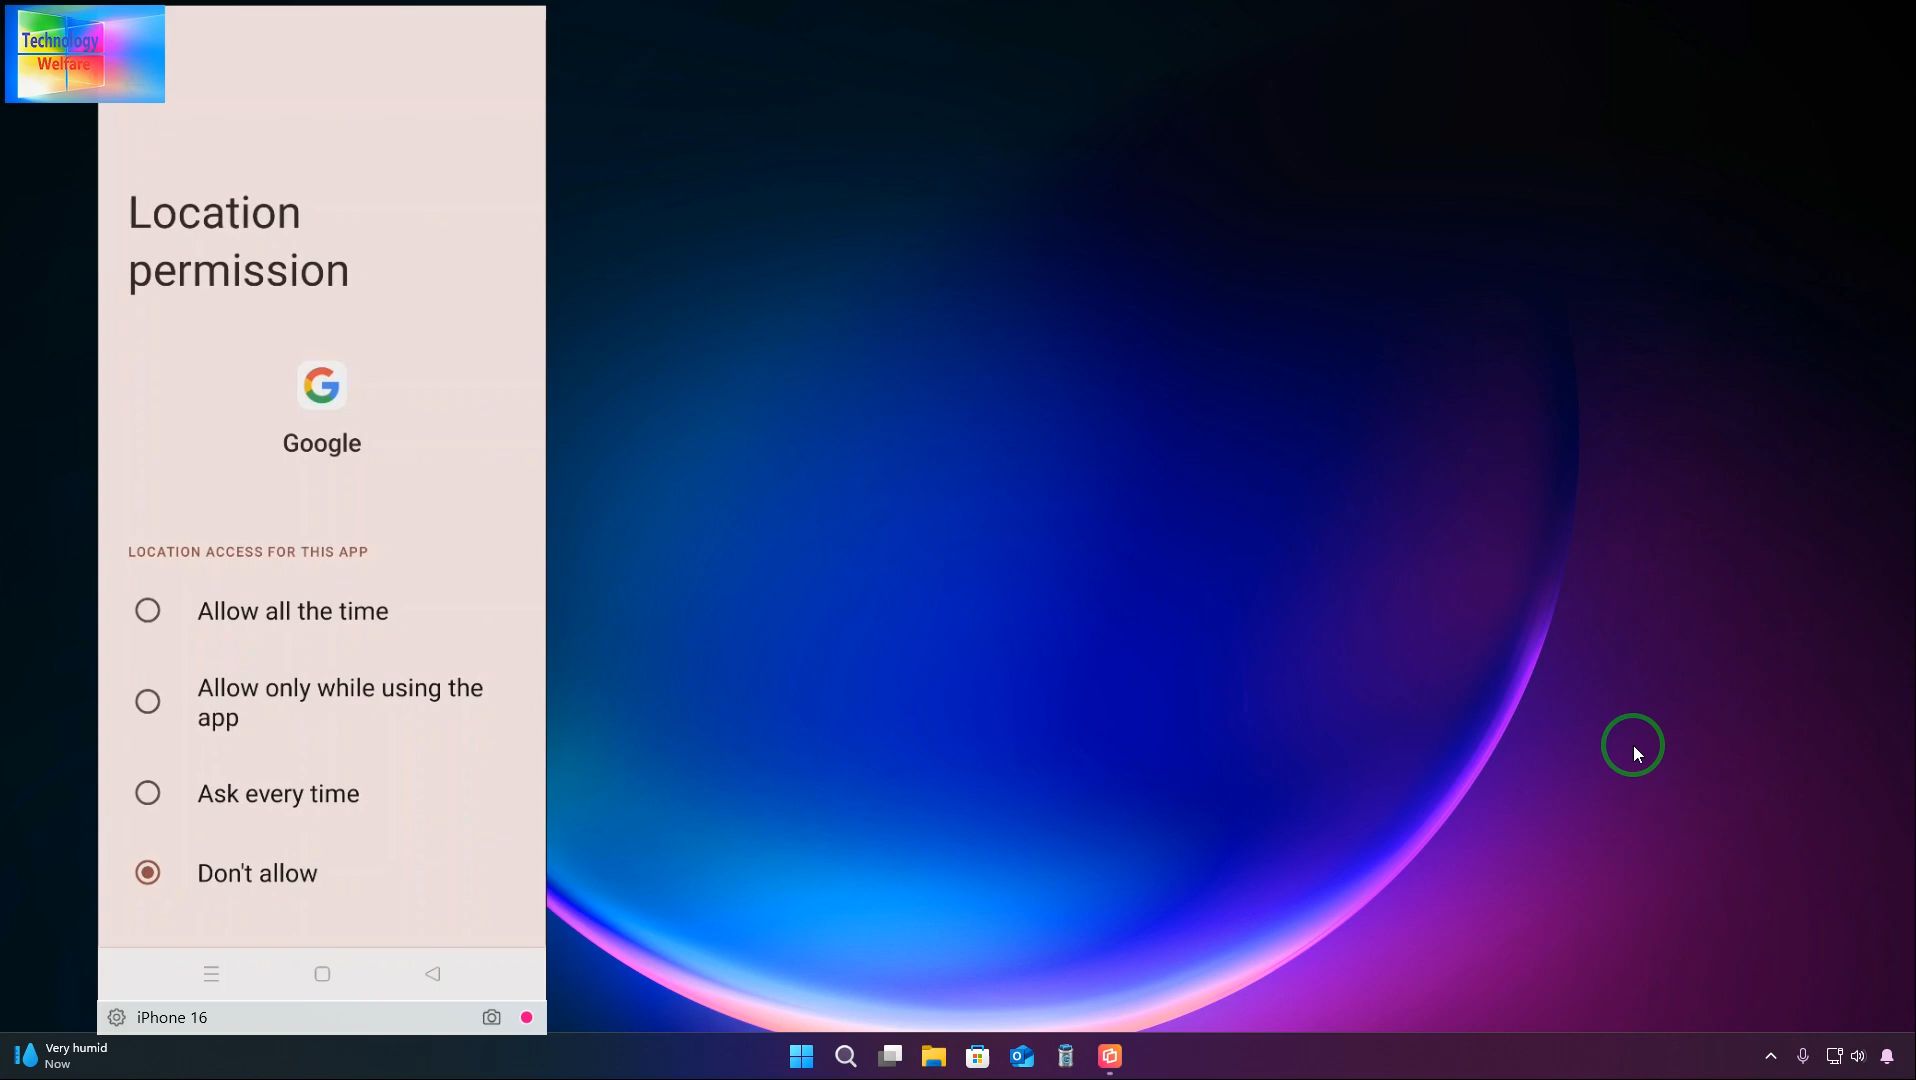 Technology
Welfare
Location
permission
Google
LOCATION ACCESS FOR THIS APP
Allow all the time
Allow only while using the
app
Ask every time
Don't allow
iPhone 16
Very humid
Now